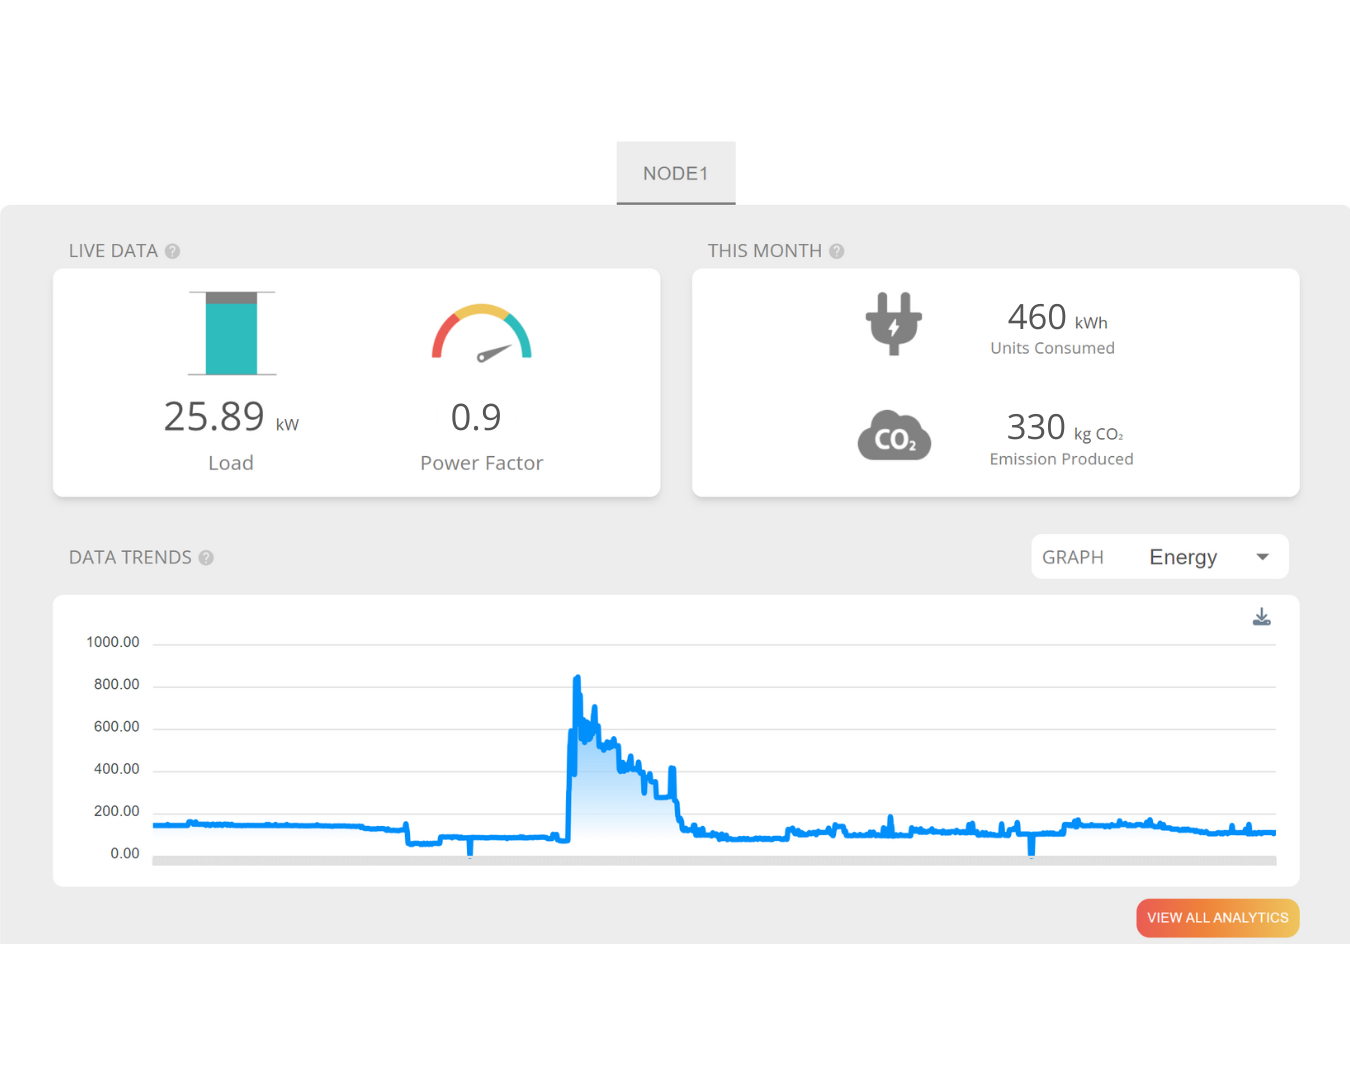 NODE1
LIVE DATA ?
THIS MONTH ?
25.89 kW
Load
0.9
Power Factor
460 kWh
Units Consumed
CO₂
330 kg CO₂
Emission Produced
DATA TRENDS ?
GRAPH Energy
1000.00
800.00
600.00
400.00
200.00
0.00
VIEW ALL ANALYTICS